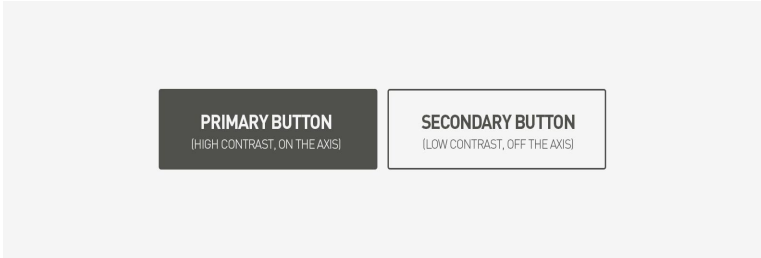 PRIMARY BUTTON
(HIGH CONTRAST, ON THE AXIS)
SECONDARY BUTTON
(LOW CONTRAST, OFF THE AXIS)